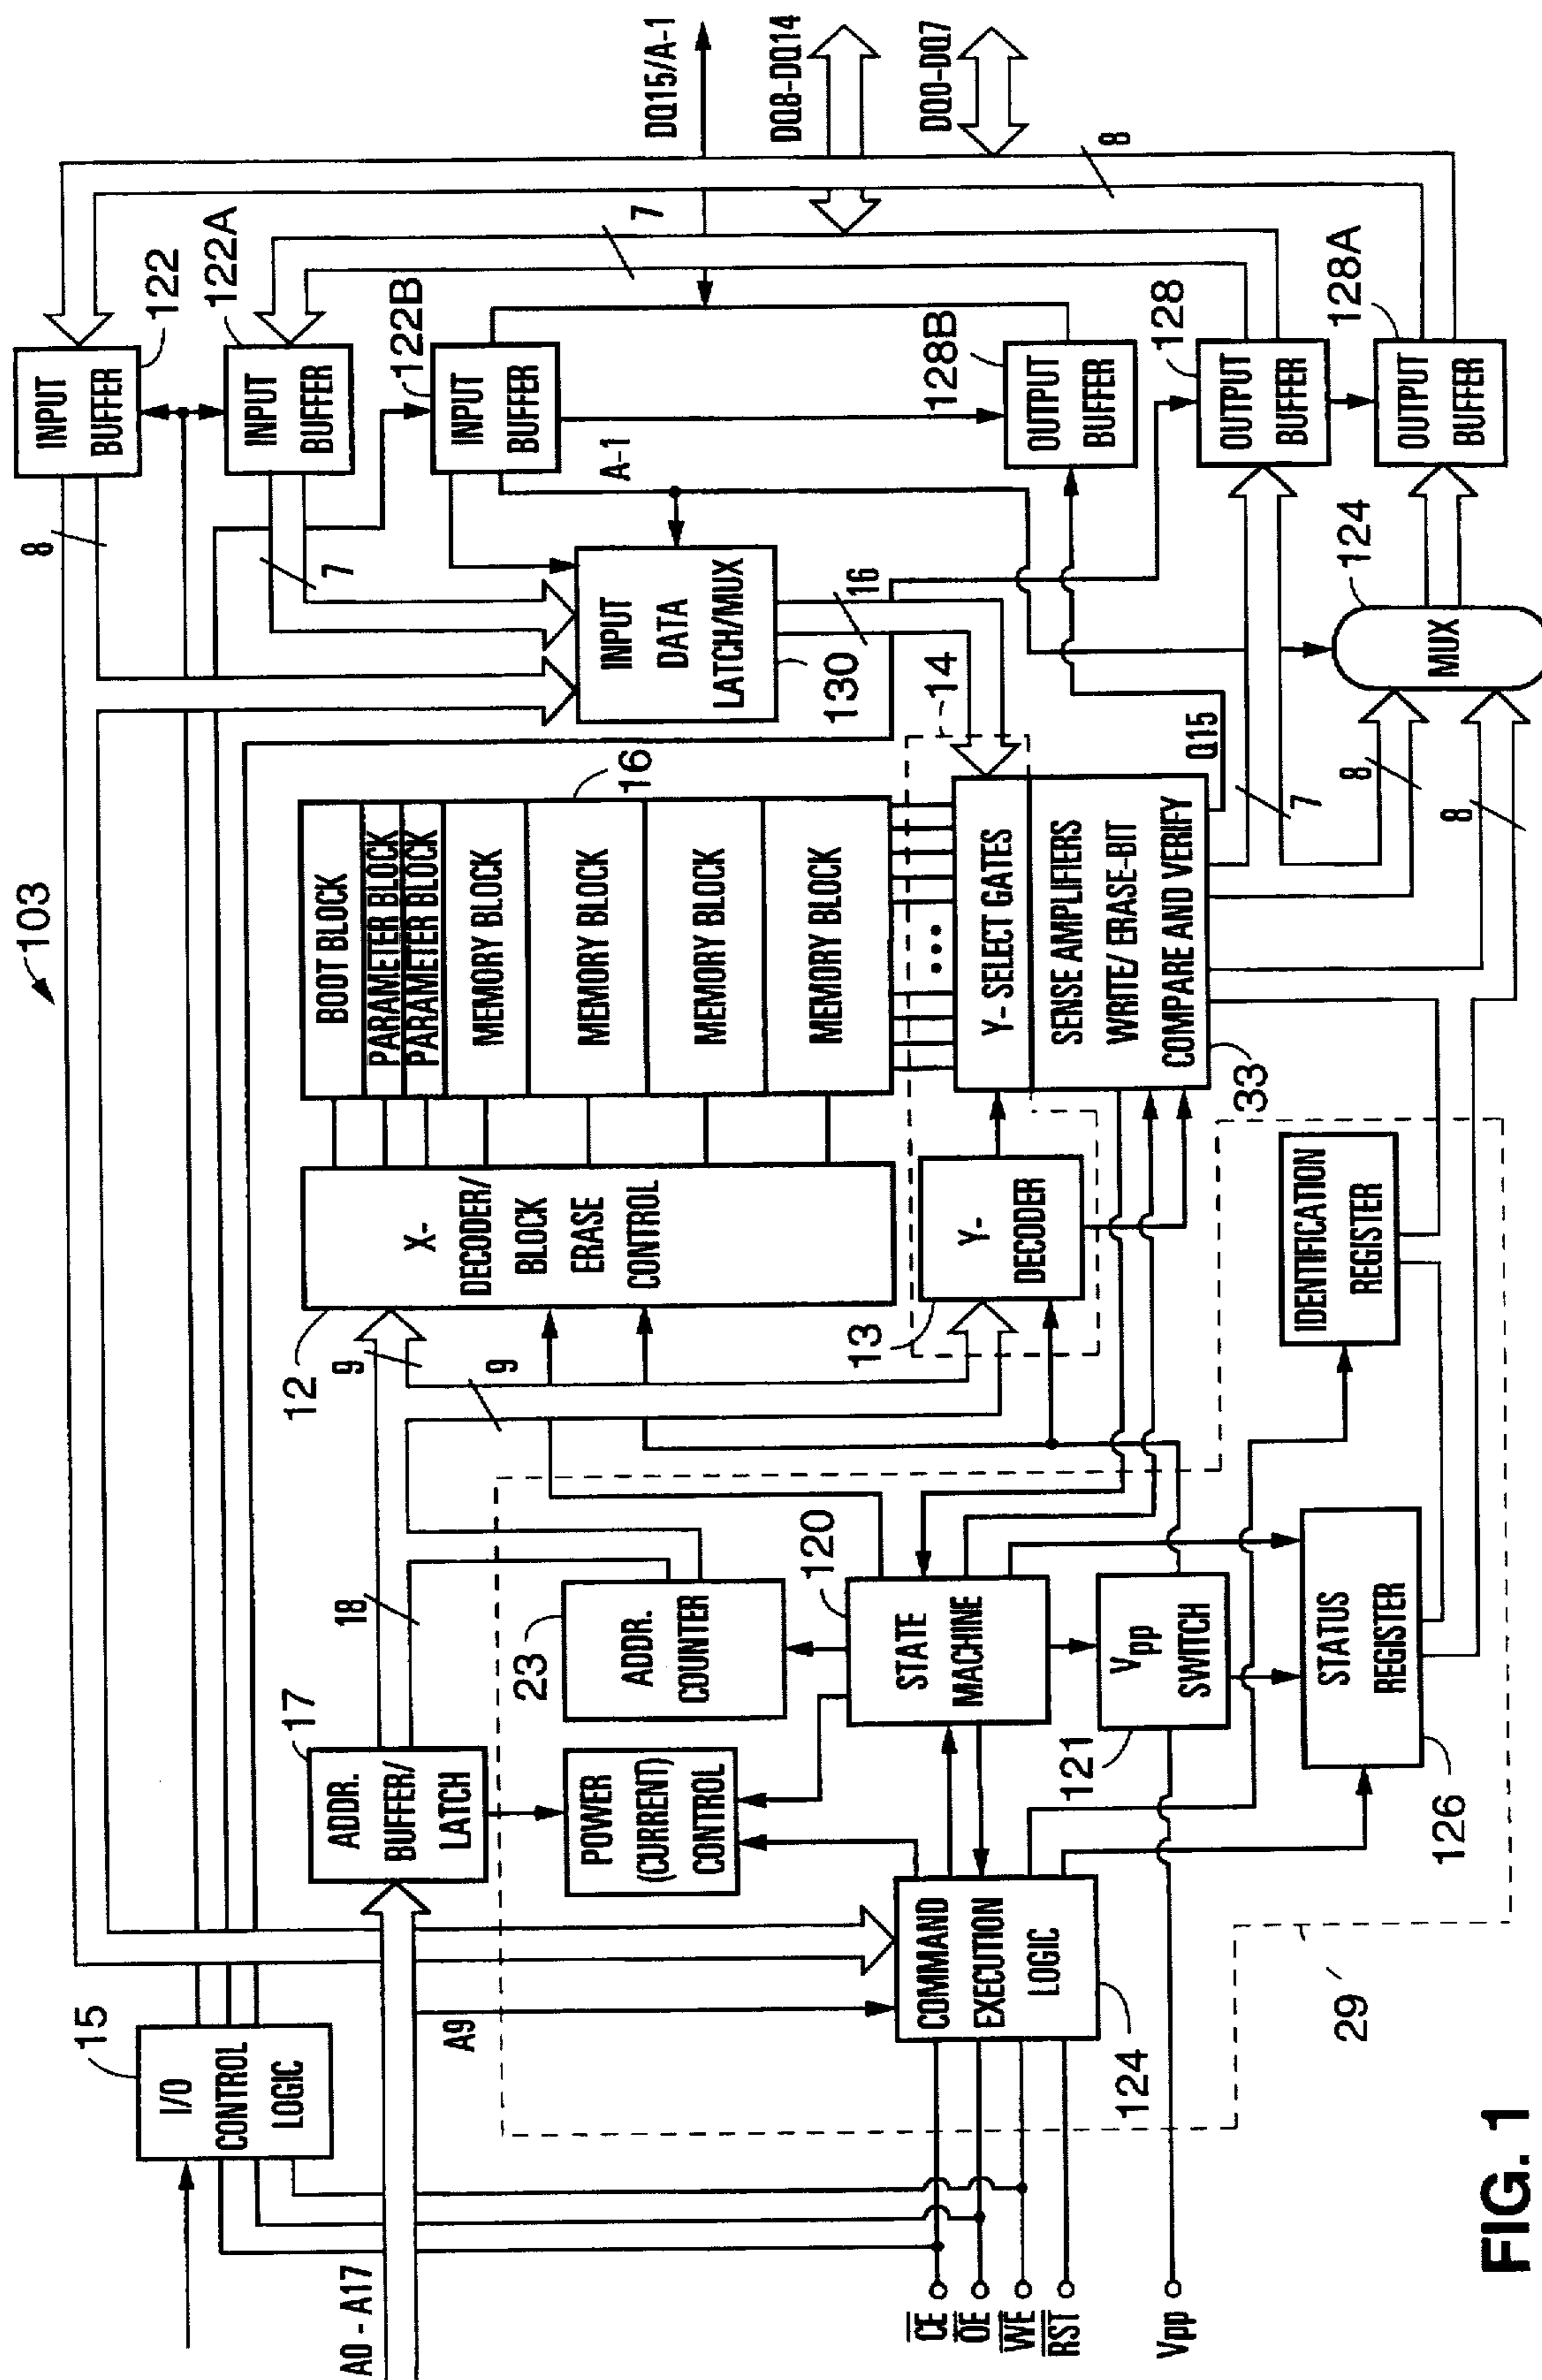 103
15
I/O
CONTROL
LOGIC
A0 - A17
A9
17
ADDR.
BUFFER/
LATCH
18
POWER
(CURRENT)
CONTROL
23
ADDR.
COUNTER
120
STATE
MACHINE
121
Vpp
SWITCH
COMMAND
EXECUTION
LOGIC
124
CE
OE
WE
RST
Vpp
STATUS
REGISTER
126
29
IDENTIFICATION
REGISTER
12
9
9
X-
DECODER/
BLOCK
ERASE
CONTROL
13
Y-
DECODER
BOOT BLOCK
PARAMETER BLOCK
PARAMETER BLOCK
MEMORY BLOCK
MEMORY BLOCK
MEMORY BLOCK
MEMORY BLOCK
16
14
Y-SELECT GATES
SENSE AMPLIFIERS
WRITE/ ERASE-BIT
COMPARE AND VERIFY
33
Q15
8
7
INPUT
DATA
LATCH/MUX
130
16
A-1
INPUT
BUFFER
122
INPUT
BUFFER
122A
INPUT
BUFFER
122B
OUTPUT
BUFFER
128B
OUTPUT
BUFFER
128
OUTPUT
BUFFER
128A
MUX
124
7
8
8
7
8
DQ15/A-1
DQ8-DQ14
DQ0-DQ7
FIG. 1